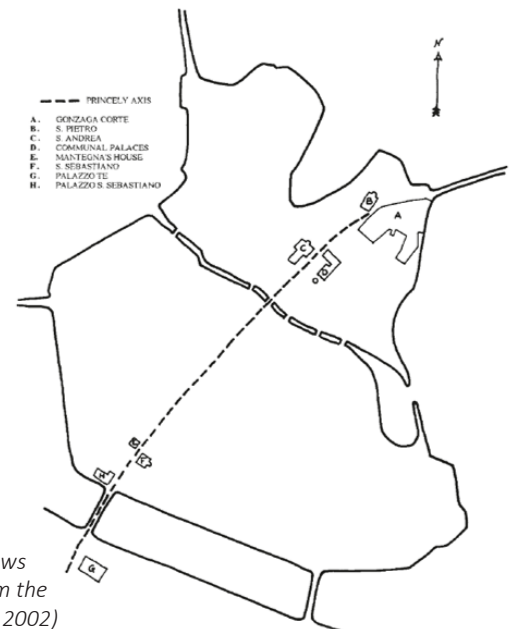 N
PRINCELY AXIS
A. GONZAGA CORTE
B. S. PIETRO
C. S. ANDREA
D. COMMUNAL PALACES
E. MANTEGNA'S HOUSE
F. S. SEBASTIANO
G. PALAZZO TE
H. PALAZZO S. SEBASTIANO
B
A
C
D
F
H
G
ws
m the
2002)